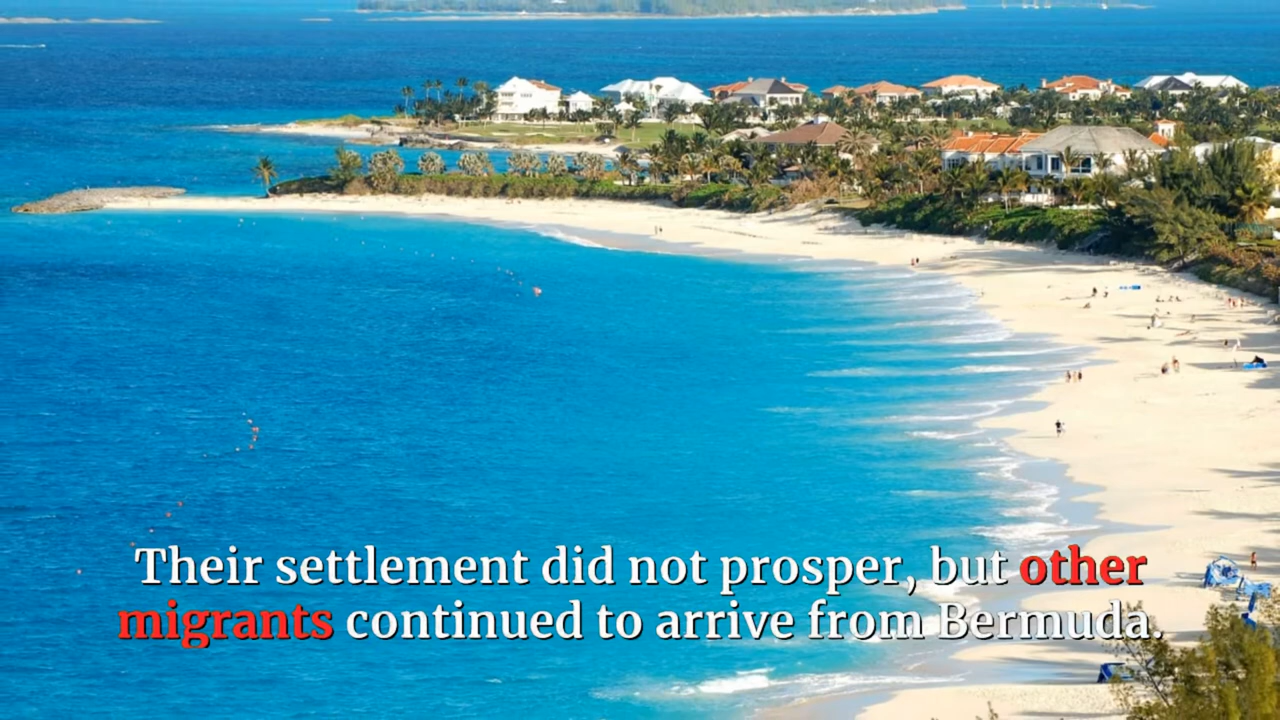 Their settlement did not prosper, but other
migrants continued to arrive from Bermuda.